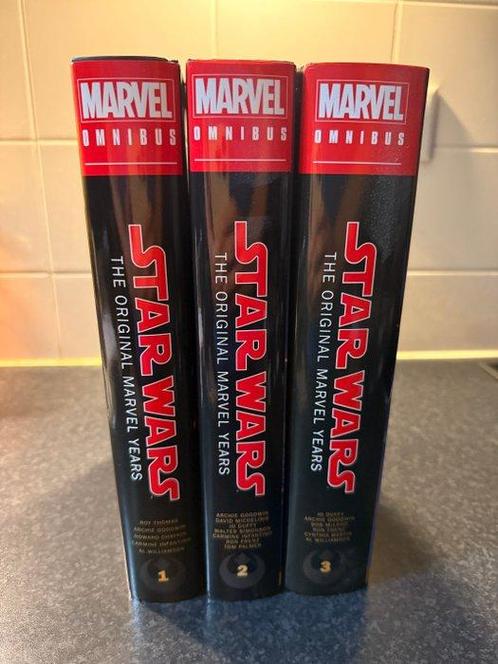 MARVEL
OMNIBUS
STAR WARS
THE ORIGINAL MARVEL YEARS
ROY THOMAS
ARCHIE GOODWIN
HOWARD CHAYKIN
CARMINE INFANTINO
AL WILLIAMSON
1
MARVEL
OMNIBUS
STAR WARS
THE ORIGINAL MARVEL YEARS
ARCHIE GOODWIN
DAVID MICHELINIE
JO DUFFY
WALTER SIMONSON
CARMINE INFANTINO
RON FRENZ
TOM PALMER
2
MARVEL
OMNIBUS
STAR WARS
THE ORIGINAL MARVEL YEARS
JO DUFFY
ARCHIE GOODWIN
BOB MCLEOD
RON FRENZ
CYNTHIA MARTIN
AL WILLIAMSON
3